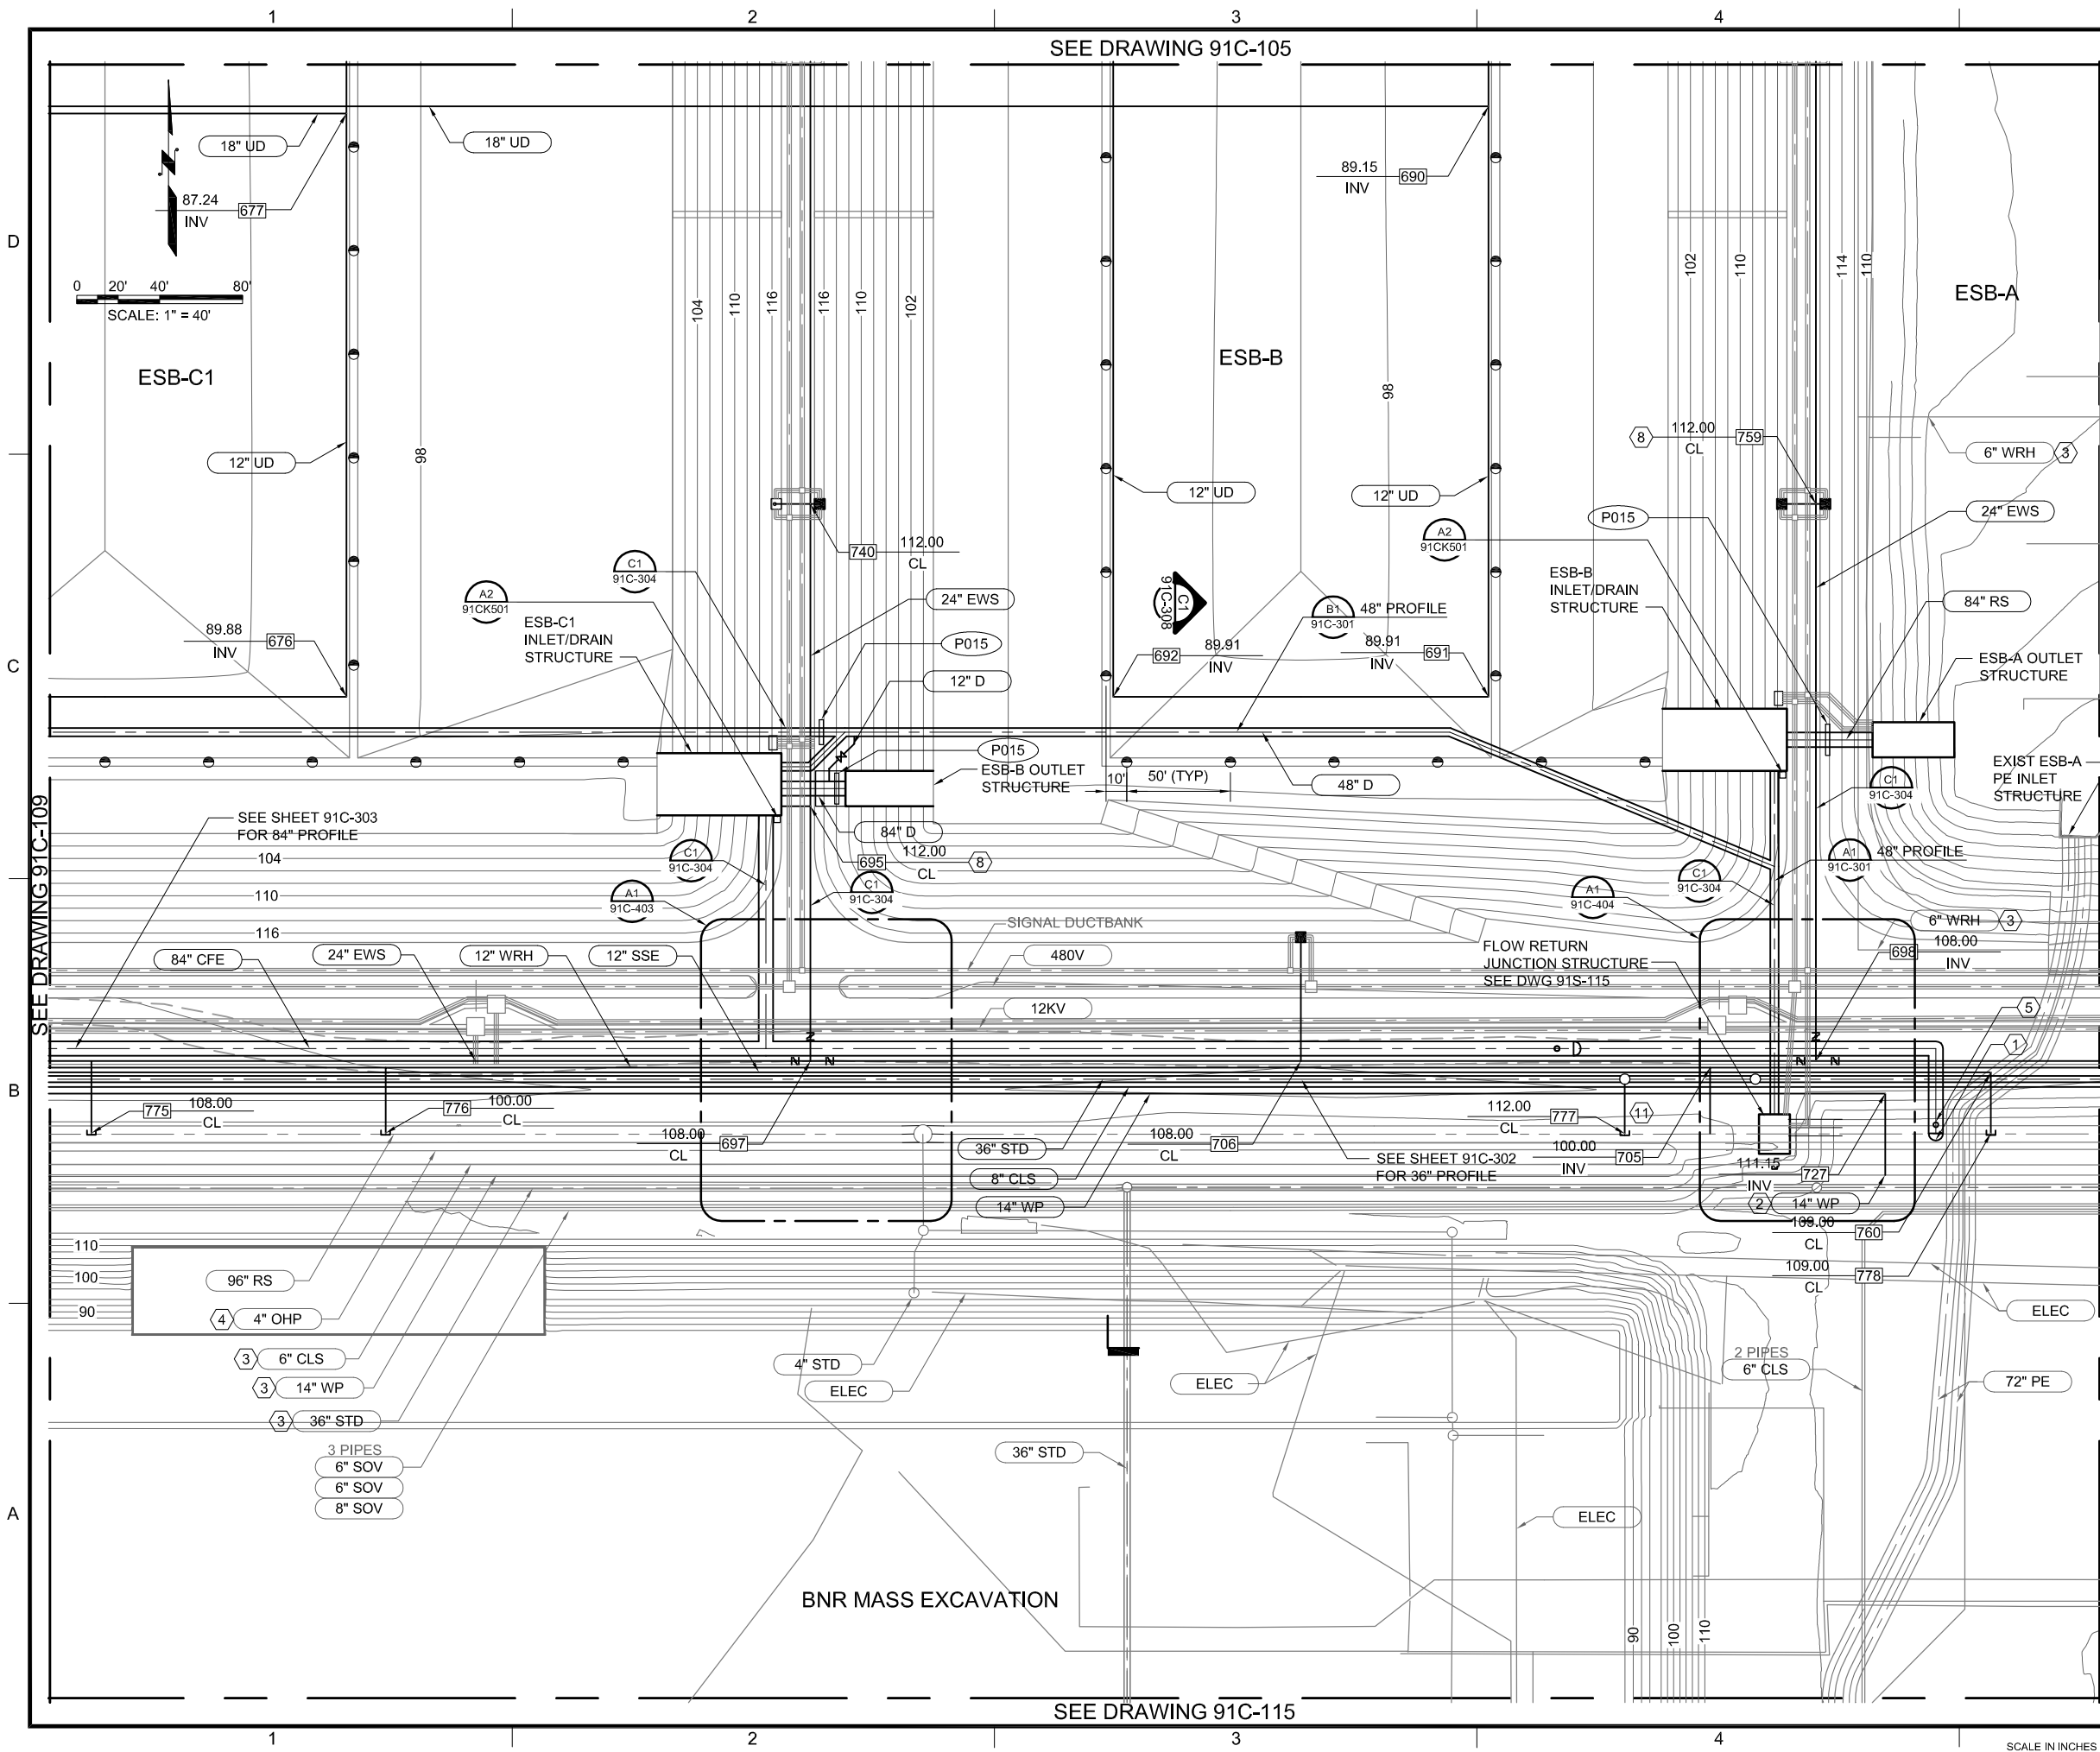 1
2
3
4
SEE DRAWING 91C-105
18" UD
18" UD
87.24
677
INV
89.15
690
INV
D
0 20' 40' 80'
SCALE: 1" = 40'
104
110
116
116
110
102
102
110
114
110
ESB-A
ESB-C1
ESB-B
98
98
12" UD
12" UD
12" UD
8
112.00
759
CL
6" WRH
3
24" EWS
P015
A2
91CK501
740
112.00
CL
C1
91C-304
A2
91CK501
24" EWS
C1
91C-308
B1
91C-301
48" PROFILE
ESB-B
INLET/DRAIN
STRUCTURE
84" RS
ESB-C1
INLET/DRAIN
STRUCTURE
89.88
676
INV
P015
692
89.91
INV
89.91
691
INV
C
ESB-A OUTLET
STRUCTURE
12" D
P015
ESB-B OUTLET
STRUCTURE
10'
50' (TYP)
48" D
EXIST ESB-A
PE INLET
STRUCTURE
C1
91C-304
SEE DRAWING 91C-109
SEE SHEET 91C-303
FOR 84" PROFILE
84" D
104
C1
91C-304
695
112.00
CL
8
A1
91C-301
48" PROFILE
110
A1
91C-403
C1
91C-304
A1
91C-404
C1
91C-304
116
SIGNAL DUCTBANK
6" WRH
3
84" CFE
24" EWS
12" WRH
12" SSE
480V
FLOW RETURN
JUNCTION STRUCTURE
SEE DWG 91S-115
698
108.00
INV
12KV
5
1
B
775
108.00
CL
776
100.00
CL
108.00
697
CL
36" STD
108.00
706
CL
112.00
777
CL
11
SEE SHEET 91C-302
FOR 36" PROFILE
100.00
705
INV
8" CLS
14" WP
111.15
727
INV
2
14" WP
109.00
760
CL
109.00
778
CL
110
100
90
96" RS
4
4" OHP
3
6" CLS
3
14" WP
3
36" STD
3 PIPES
6" SOV
6" SOV
8" SOV
4" STD
ELEC
ELEC
2 PIPES
6" CLS
ELEC
72" PE
36" STD
ELEC
A
BNR MASS EXCAVATION
90
100
110
SEE DRAWING 91C-115
1
2
3
4
SCALE IN INCHES